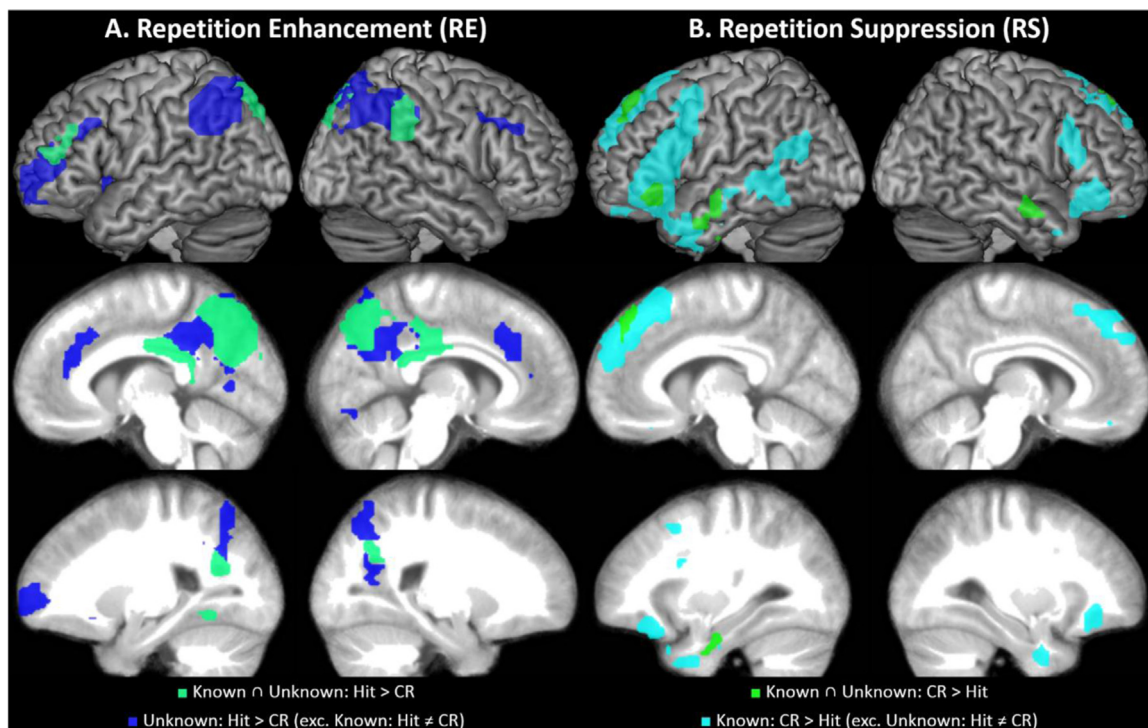 A. Repetition Enhancement (RE)
B. Repetition Suppression (RS)
Known ∩ Unknown: Hit > CR
Known ∩ Unknown: CR > Hit
Unknown: Hit > CR (exc. Known: Hit ≠ CR)
Known: CR > Hit (exc. Unknown: Hit ≠ CR)